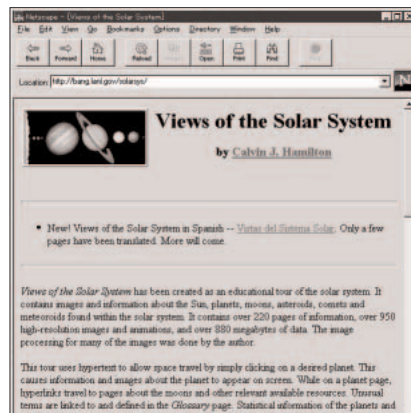 Netscape - [Views of the Solar System]
File Edit View Go Bookmarks Options Directory Window Help
Back Forward Home Reload Open Print Find
Location: http://bang.lanl.gov/solarsys/
Views of the Solar System
by Calvin J. Hamilton
New! Views of the Solar System in Spanish -- Vistas del Sistema Solar. Only a few
pages have been translated. More will come.
Views of the Solar System has been created as an educational tour of the solar system. It
contains images and information about the Sun, planets, moons, asteroids, comets and
meteoroids found within the solar system. It contains over 220 pages of information, over 950
high-resolution images and animations, and over 880 megabytes of data. The image
processing for many of the images was done by the author.
This tour uses hypertext to allow space travel by simply clicking on a desired planet. This
causes information and images about the planet to appear on screen. While on a planet page,
hyperlinks travel to pages about the moons and other relevant available resources. Unusual
terms are linked to and defined in the Glossary page. Statistical information of the planets and